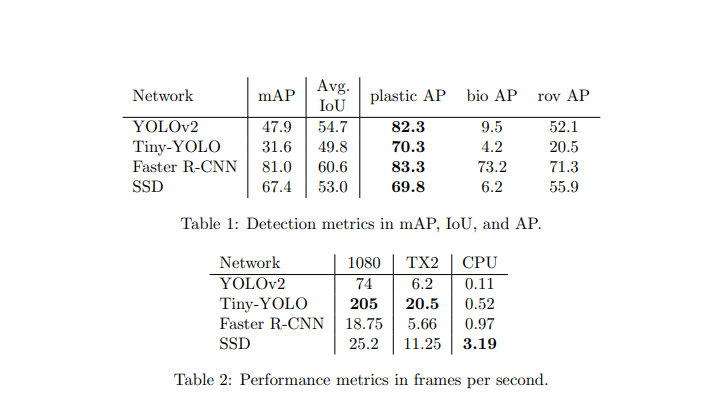 Network mAP Avg. IoU plastic AP bio AP rov AP
YOLOv2 47.9 54.7 82.3 9.5 52.1
Tiny-YOLO 31.6 49.8 70.3 4.2 20.5
Faster R-CNN 81.0 60.6 83.3 73.2 71.3
SSD 67.4 53.0 69.8 6.2 55.9
Table 1: Detection metrics in mAP, IoU, and AP.
Network 1080 TX2 CPU
YOLOv2 74 6.2 0.11
Tiny-YOLO 205 20.5 0.52
Faster R-CNN 18.75 5.66 0.97
SSD 25.2 11.25 3.19
Table 2: Performance metrics in frames per second.